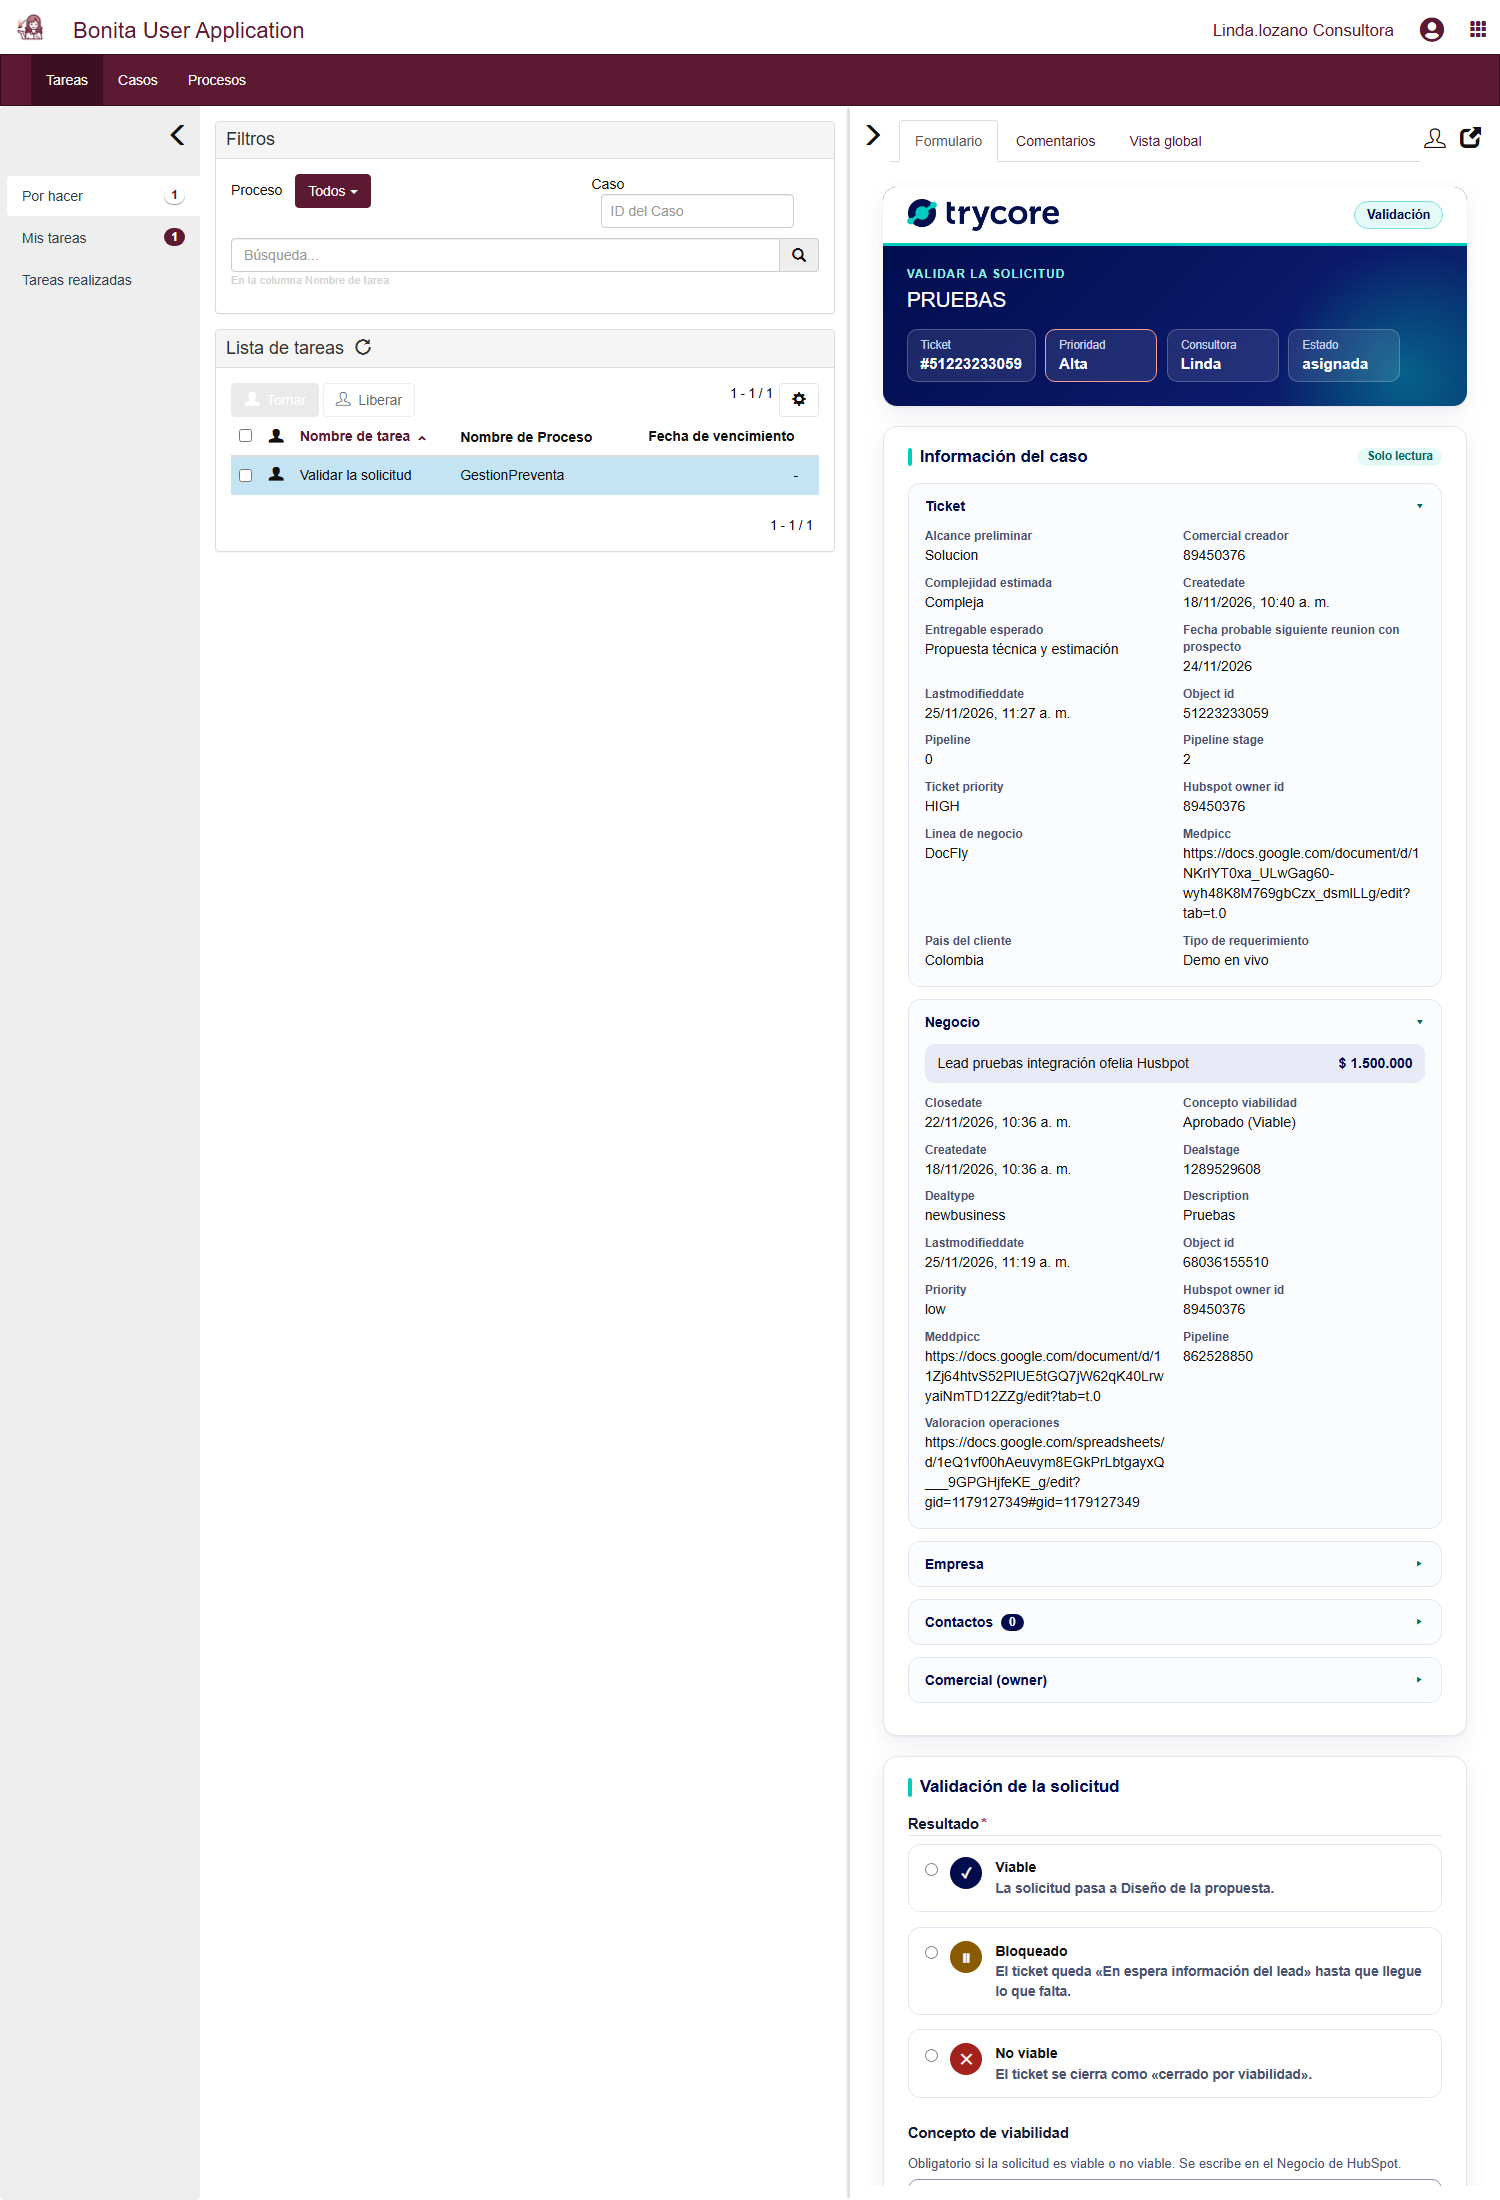 Bonita User Application
Linda.lozano Consultora
Tareas
Casos
Procesos
Por hacer 1
Mis tareas 1
Tareas realizadas
Filtros
Proceso
Todos
Caso
ID del Caso
Búsqueda...
En la columna Nombre de tarea
Lista de tareas
Tomar
Liberar
1 - 1 / 1
Nombre de tarea
Nombre de Proceso
Fecha de vencimiento
Validar la solicitud
GestionPreventa
-
1 - 1 / 1
Formulario
Comentarios
Vista global
trycore
Validación
VALIDAR LA SOLICITUD
PRUEBAS
Ticket
#51223233059
Prioridad
Alta
Consultora
Linda
Estado
asignada
Información del caso
Solo lectura
Ticket
Alcance preliminar
Solucion
Comercial creador
89450376
Complejidad estimada
Compleja
Createdate
18/11/2026, 10:40 a. m.
Entregable esperado
Propuesta técnica y estimación
Fecha probable siguiente reunion con
prospecto
24/11/2026
Lastmodifieddate
25/11/2026, 11:27 a. m.
Object id
51223233059
Pipeline
0
Pipeline stage
2
Ticket priority
HIGH
Hubspot owner id
89450376
Linea de negocio
DocFly
Medpicc
https://docs.google.com/document/d/1
NKrIYT0xa_ULwGag60-
wyh48K8M769gbCzx_dsmlLLg/edit?
tab=t.0
Pais del cliente
Colombia
Tipo de requerimiento
Demo en vivo
Negocio
Lead pruebas integración ofelia Husbpot
$ 1.500.000
Closedate
22/11/2026, 10:36 a. m.
Concepto viabilidad
Aprobado (Viable)
Createdate
18/11/2026, 10:36 a. m.
Dealstage
1289529608
Dealtype
newbusiness
Description
Pruebas
Lastmodifieddate
25/11/2026, 11:19 a. m.
Object id
68036155510
Priority
low
Hubspot owner id
89450376
Meddpicc
https://docs.google.com/document/d/1
1Zj64htvS52PlUE5tGQ7jW62qK40Lrw
yaiNmTD12ZZg/edit?tab=t.0
Pipeline
862528850
Valoracion operaciones
https://docs.google.com/spreadsheets/
d/1eQ1vf00hAeuvym8EGkPrLbtgayxQ
___9GPGHjfeKE_g/edit?
gid=1179127349#gid=1179127349
Empresa
Contactos 0
Comercial (owner)
Validación de la solicitud
Resultado *
Viable
La solicitud pasa a Diseño de la propuesta.
Bloqueado
El ticket queda «En espera información del lead» hasta que llegue
lo que falta.
No viable
El ticket se cierra como «cerrado por viabilidad».
Concepto de viabilidad
Obligatorio si la solicitud es viable o no viable. Se escribe en el Negocio de HubSpot.